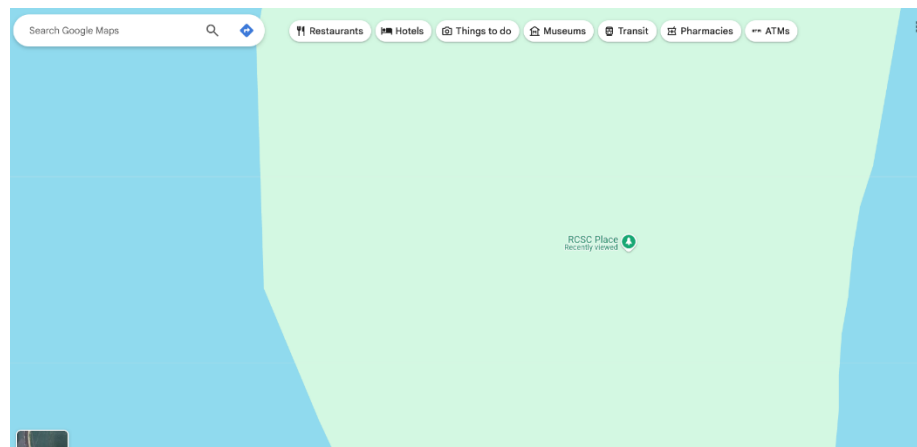 Search Google Maps
Restaurants
Hotels
Things to do
Museums
Transit
Pharmacies
ATMs
RCSC Place
Recently viewed